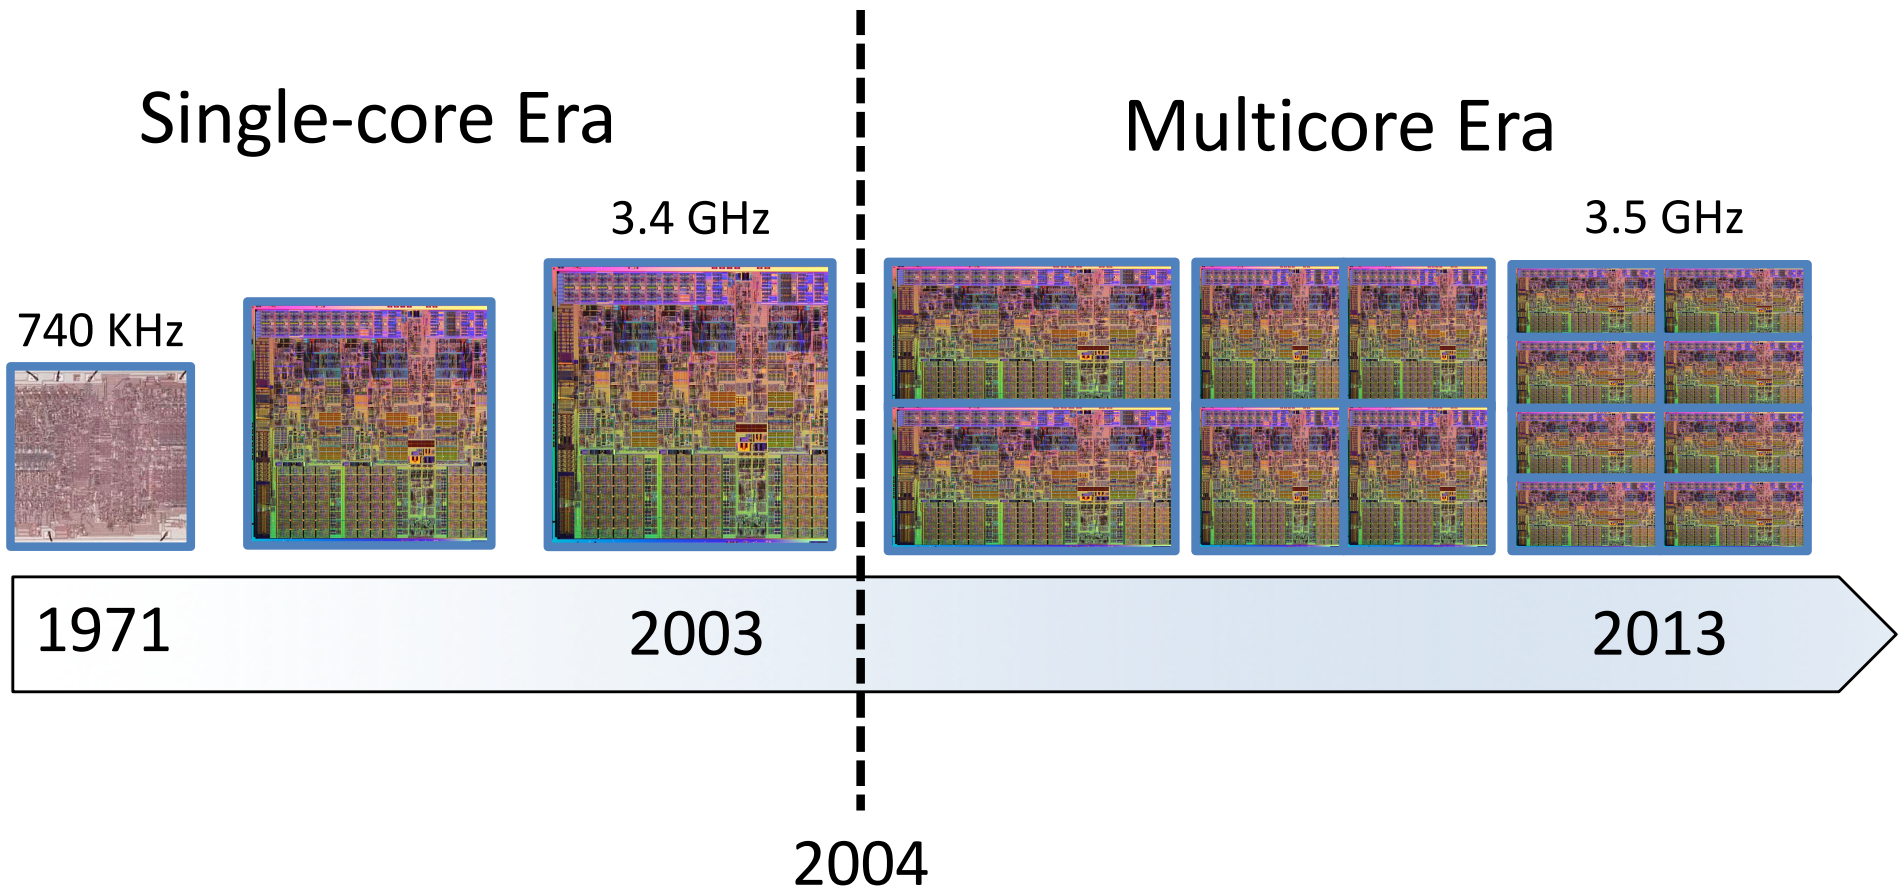 Single-core Era
Multicore Era
740 KHz
3.4 GHz
3.5 GHz
1971
2003
2013
2004